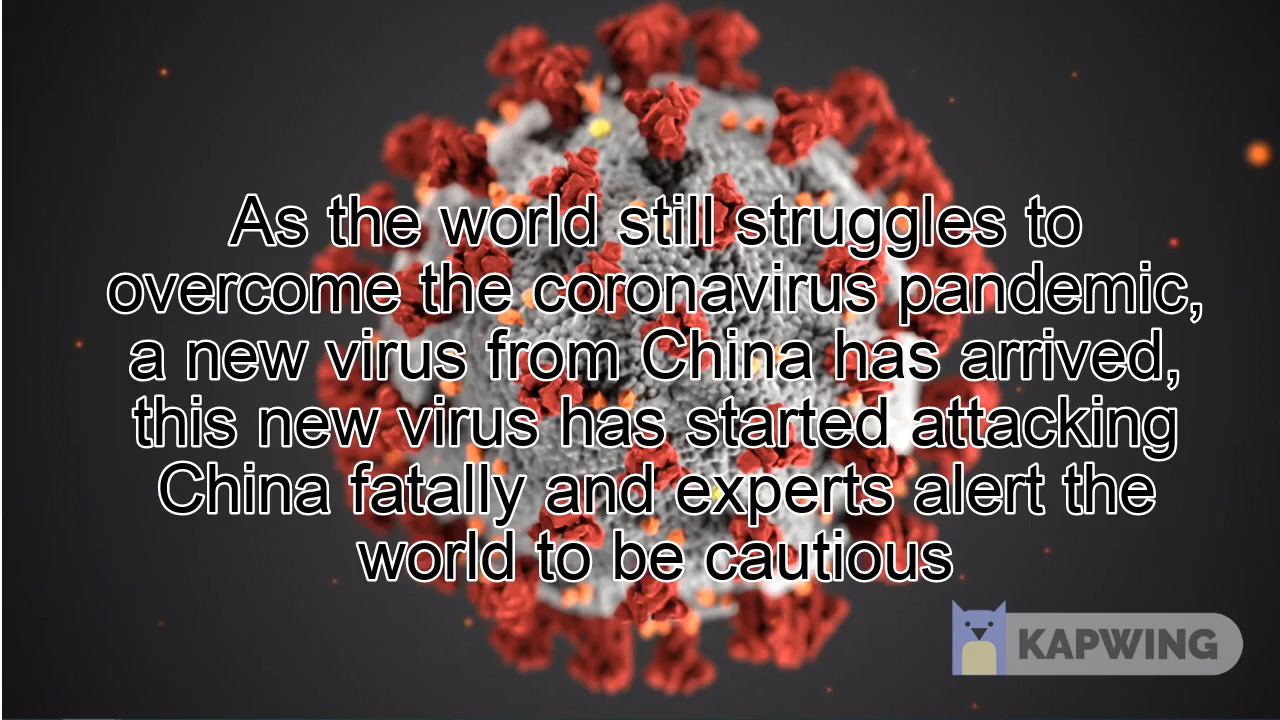 As the world still struggles to
overcome the coronavirus pandemic,
a new virus from China has arrived,
this new virus has started attacking
China fatally and experts alert the
world to be cautious
KAPWING